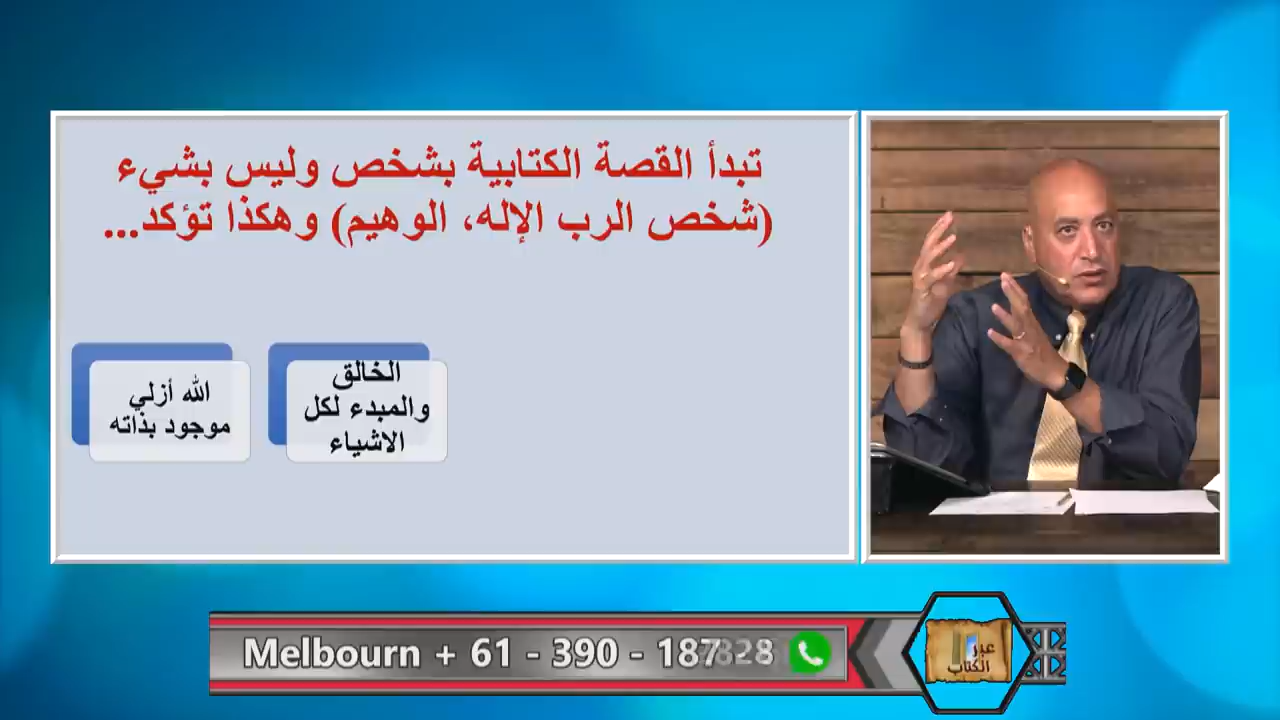 تبدأ القصة الكتابية بشخص وليس بشيء
(شخص الرب الإله، الوهيم) وهكذا تؤكد...
الخالق
والمبدء لكل
الاشياء
الله أزلي
موجود بذاته
Melbourn + 61 - 390 - 187
عبر
الكتاب